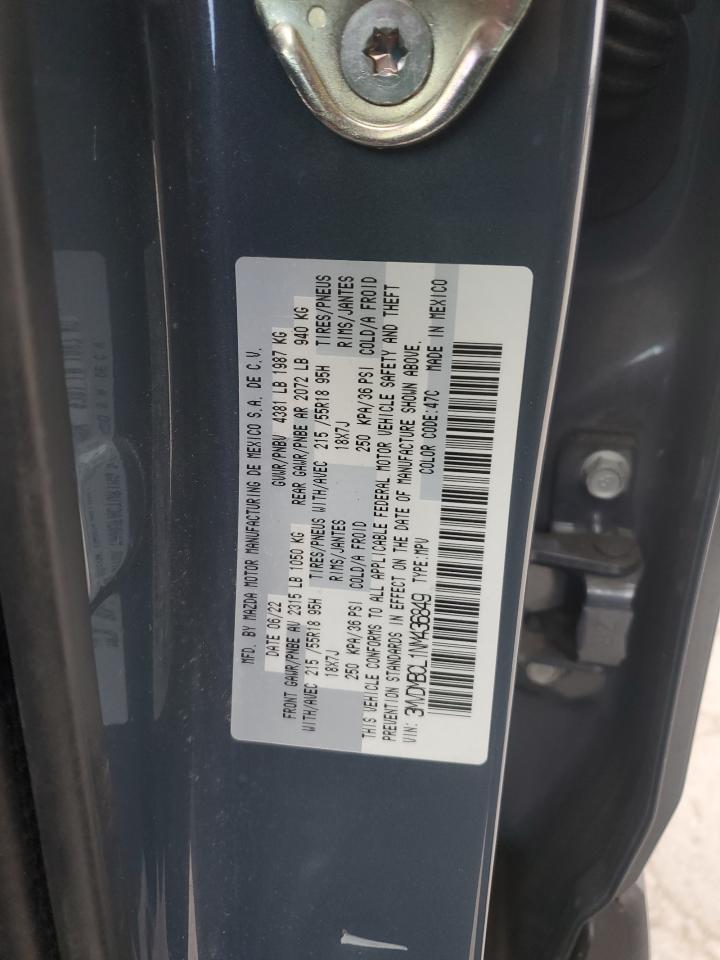 MFD. BY MAZDA MOTOR MANUFACTURING DE MEXICO S.A. DE C.V.
DATE 06/22 GVWR/PNBV 4381 LB 1987 KG
FRONT GAWR/PNBE AV 2315 LB 1050 KG REAR GAWR/PNBE AR 2072 LB 940 KG
WITH/AVEC 215 /55R18 95H TIRES/PNEUS WITH/AVEC 215 /55R18 95H TIRES/PNEUS
18X7J RIMS/JANTES 18X7J RIMS/JANTES
250 KPA/36 PSI COLD/A FROID 250 KPA/36 PSI COLD/A FROID
THIS VEHICLE CONFORMS TO ALL APPLICABLE FEDERAL MOTOR VEHICLE SAFETY AND THEFT
PREVENTION STANDARDS IN EFFECT ON THE DATE OF MANUFACTURE SHOWN ABOVE.
VIN: 3MVDMBCL1NM436849 TYPE:MPV COLOR CODE:47C MADE IN MEXICO